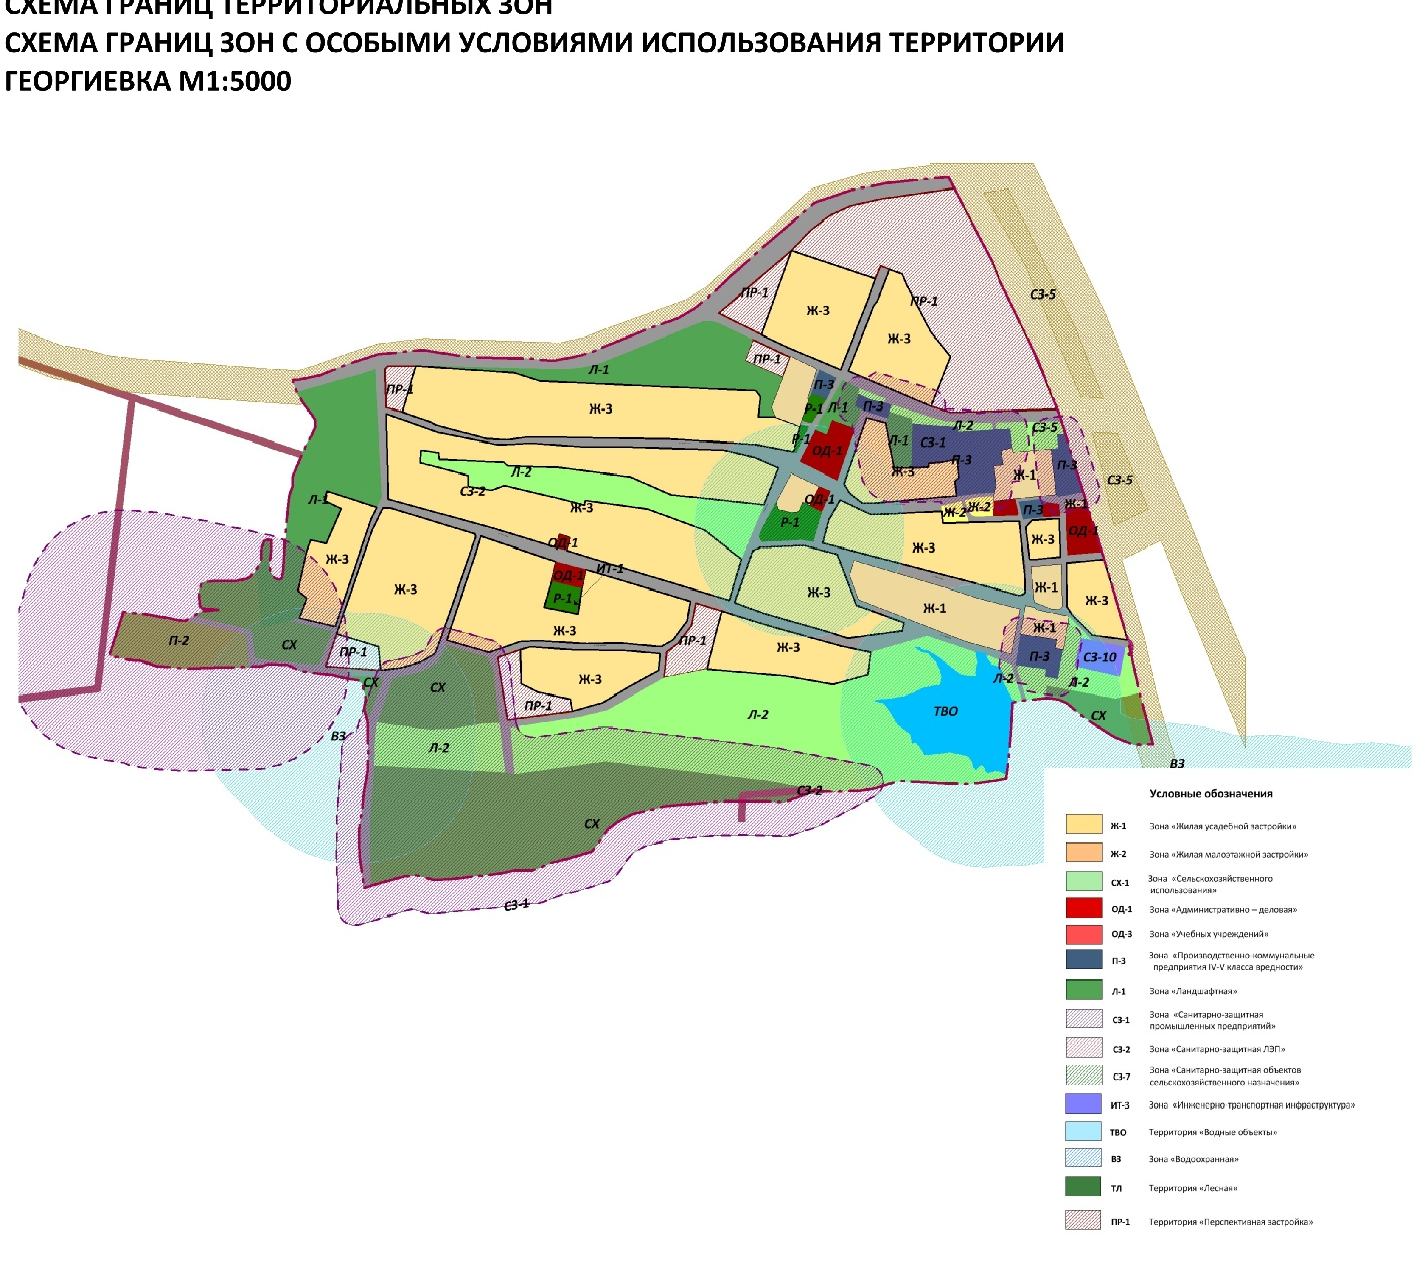 СХЕМА ГРАНИЦ ТЕРРИТОРИАЛЬНЫХ ЗОН
СХЕМА ГРАНИЦ ЗОН С ОСОБЫМИ УСЛОВИЯМИ ИСПОЛЬЗОВАНИЯ ТЕРРИТОРИИ
ГЕОРГИЕВКА М1:5000
ПР-1
СЗ-5
ПР-1
Ж-3
Ж-3
ПР-1
Л-1
ПР-1
П-3
Ж-3
Р-1
Л-1
П-3
Л-2
СЗ-5
Р-1
Л-1
СЗ-1
ОД-1
П-3
П-3
Ж-3
Ж-1
Л-2
СЗ-5
СЗ-2
Л-1
ОД-1
Ж-3
Ж-2
Ж-2
П-3
Ж-1
Р-1
ОД-1
ОД-1
Ж-3
Ж-3
Ж-3
ИТ-1
ОД-1
Ж-3
Ж-3
Ж-1
Р-1
Ж-3
Ж-1
Ж-3
Ж-3
Ж-1
П-2
СХ
ПР-1
ПР-1
Ж-3
П-3
СЗ-10
СХ
СХ
Ж-3
Л-2
Л-2
ПР-1
Л-2
ТВО
СХ
ВЗ
Л-2
ВЗ
СЗ-2
СХ
СЗ-1
Условные обозначения
Ж-1 Зона «Жилая усадебной застройки»
Ж-2 Зона «Жилая малоэтажной застройки»
СХ-1 Зона «Сельскохозяйственного
использования»
ОД-1 Зона «Административно – деловая»
ОД-3 Зона «Учебных учреждений»
П-3 Зона «Производственно-коммунальные
предприятия IV-V класса вредности»
Л-1 Зона «Ландшафтная»
СЗ-1 Зона «Санитарно-защитная
промышленных предприятий»
СЗ-2 Зона «Санитарно-защитная ЛЭП»
СЗ-7 Зона «Санитарно-защитная объектов
сельскохозяйственного назначения»
ИТ-3 Зона «Инженерно-транспортная инфраструктура»
ТВО Территория «Водные объекты»
ВЗ Зона «Водоохранная»
ТЛ Территория «Лесная»
ПР-1 Территория «Перспективная застройка»